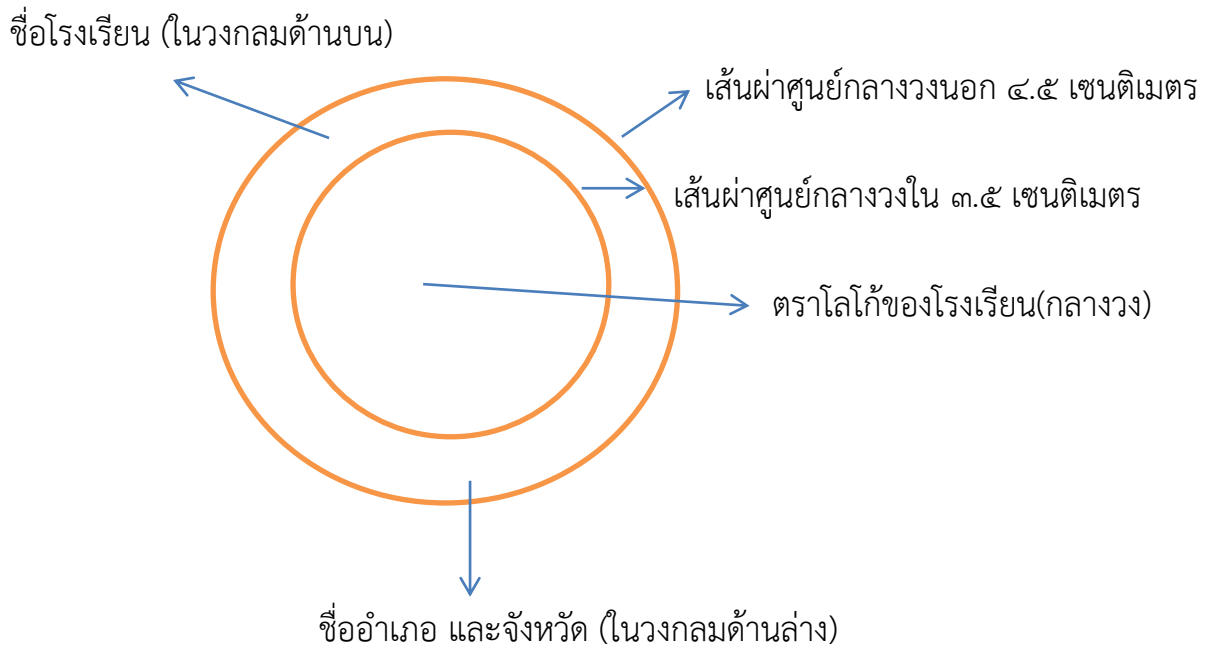 ชื่อโรงเรียน (ในวงกลมด้านบน)
เส้นผ่าศูนย์กลางวงนอก ๔.๕ เซนติเมตร
เส้นผ่าศูนย์กลางวงใน ๓.๕ เซนติเมตร
ตราโลโก้ของโรงเรียน(กลางวง)
ชื่ออำเภอ และจังหวัด (ในวงกลมด้านล่าง)